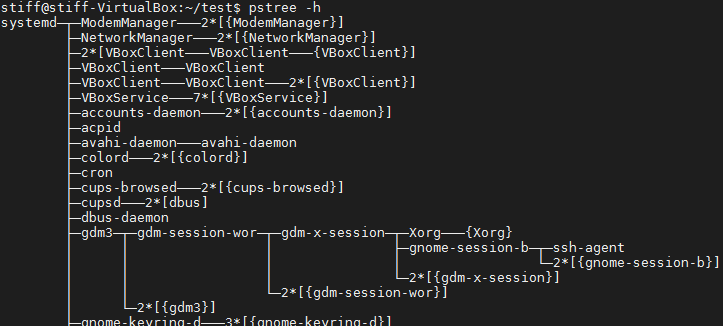 stiff@stiff-VirtualBox:~/test$ pstree -h
systemd─┬─ModemManager───2*[{ModemManager}]
        ├─NetworkManager───2*[{NetworkManager}]
        ├─2*[VBoxClient───VBoxClient───{VBoxClient}]
        ├─VBoxClient───VBoxClient
        ├─VBoxClient───VBoxClient───2*[{VBoxClient}]
        ├─VBoxService───7*[{VBoxService}]
        ├─accounts-daemon───2*[{accounts-daemon}]
        ├─acpid
        ├─avahi-daemon───avahi-daemon
        ├─colord───2*[{colord}]
        ├─cron
        ├─cups-browsed───2*[{cups-browsed}]
        ├─cupsd───2*[dbus]
        ├─dbus-daemon
        ├─gdm3─┬─gdm-session-wor─┬─gdm-x-session─┬─Xorg───{Xorg}
        │      │                 │               ├─gnome-session-b─┬─ssh-agent
        │      │                 │               │                 └─2*[{gnome-session-b}]
        │      │                 │               └─2*[{gdm-x-session}]
        │      │                 └─2*[{gdm-session-wor}]
        │      └─2*[{gdm3}]
        ├─gnome-keyring-d───3*[{gnome-keyring-d}]